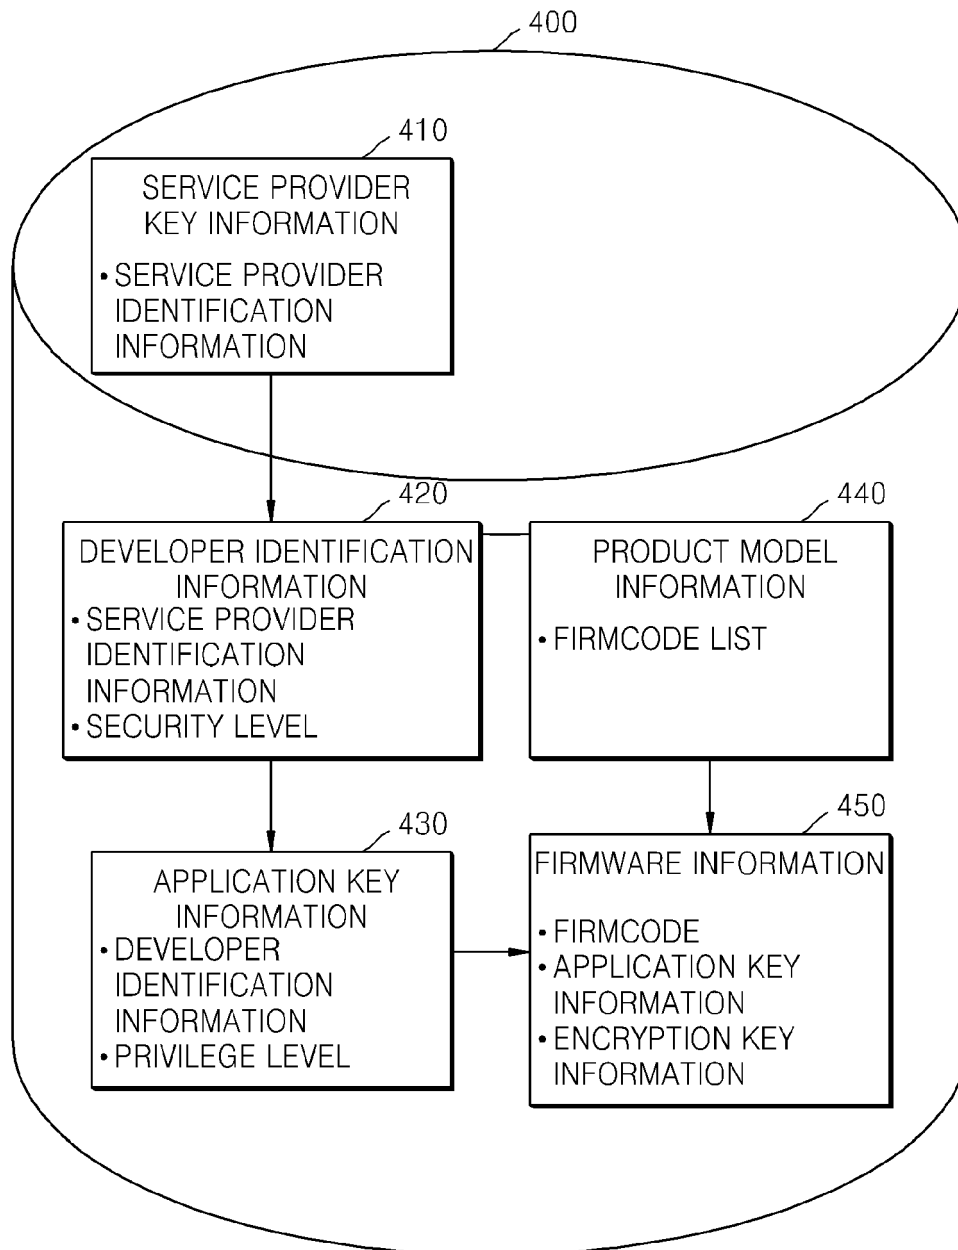 400
410
SERVICE PROVIDER
KEY INFORMATION
• SERVICE PROVIDER
IDENTIFICATION
INFORMATION
420
DEVELOPER IDENTIFICATION
INFORMATION
• SERVICE PROVIDER
IDENTIFICATION
INFORMATION
• SECURITY LEVEL
440
PRODUCT MODEL
INFORMATION
• FIRMCODE LIST
430
APPLICATION KEY
INFORMATION
• DEVELOPER
IDENTIFICATION
INFORMATION
• PRIVILEGE LEVEL
450
FIRMWARE INFORMATION
• FIRMCODE
• APPLICATION KEY
INFORMATION
• ENCRYPTION KEY
INFORMATION